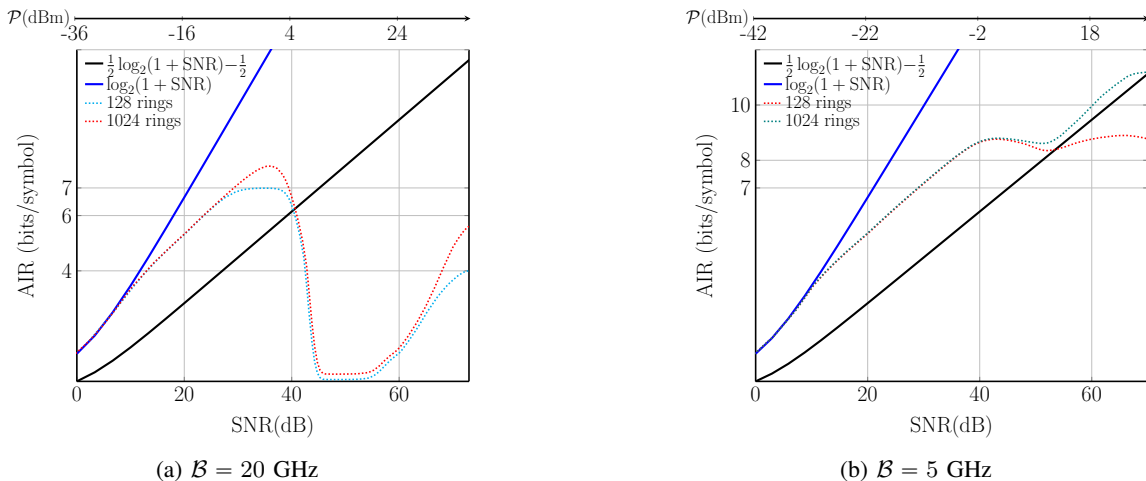 𝒫(dBm)
-36 -16 4 24
½ log₂(1 + SNR)−½
log₂(1 + SNR)
128 rings
1024 rings
7
6
4
AIR (bits/symbol)
0 20 40 60
SNR(dB)
(a) ℬ = 20 GHz
𝒫(dBm)
-42 -22 -2 18
½ log₂(1 + SNR)−½
log₂(1 + SNR)
128 rings
1024 rings
10
8
7
AIR (bits/symbol)
0 20 40 60
SNR(dB)
(b) ℬ = 5 GHz